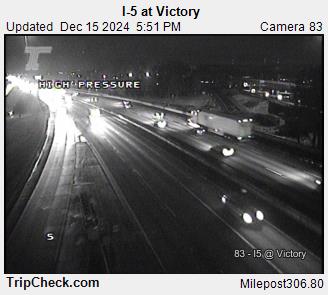 I-5 at Victory
Updated Dec 15 2024 5:51 PM Camera 83
HIGH PRESSURE
S
83 - I5 @ Victory
TripCheck.com Milepost306.80